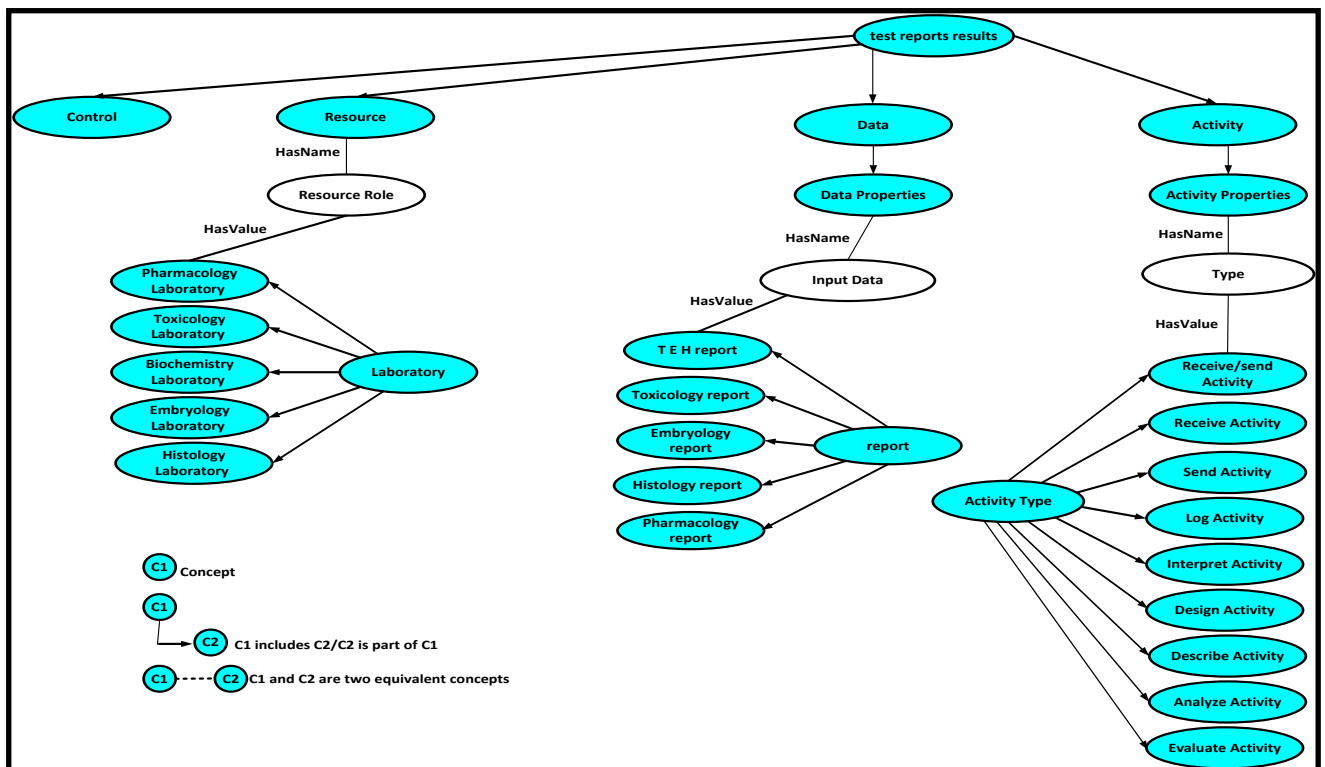 test reports results
Control
Resource
Data
Activity
HasName
Resource Role
Data Properties
Activity Properties
HasValue
HasName
HasName
Pharmacology
Laboratory
Input Data
Type
HasValue
HasValue
Toxicology
Laboratory
T E H report
Biochemistry
Laboratory
Laboratory
Receive/send
Activity
Toxicology report
Embryology
Laboratory
Receive Activity
Embryology
report
report
Histology
Laboratory
Send Activity
Histology report
Activity Type
Log Activity
Pharmacology
report
Interpret Activity
C1 Concept
Design Activity
C1
C2 C1 includes C2/C2 is part of C1
Describe Activity
C1 C2 C1 and C2 are two equivalent concepts
Analyze Activity
Evaluate Activity